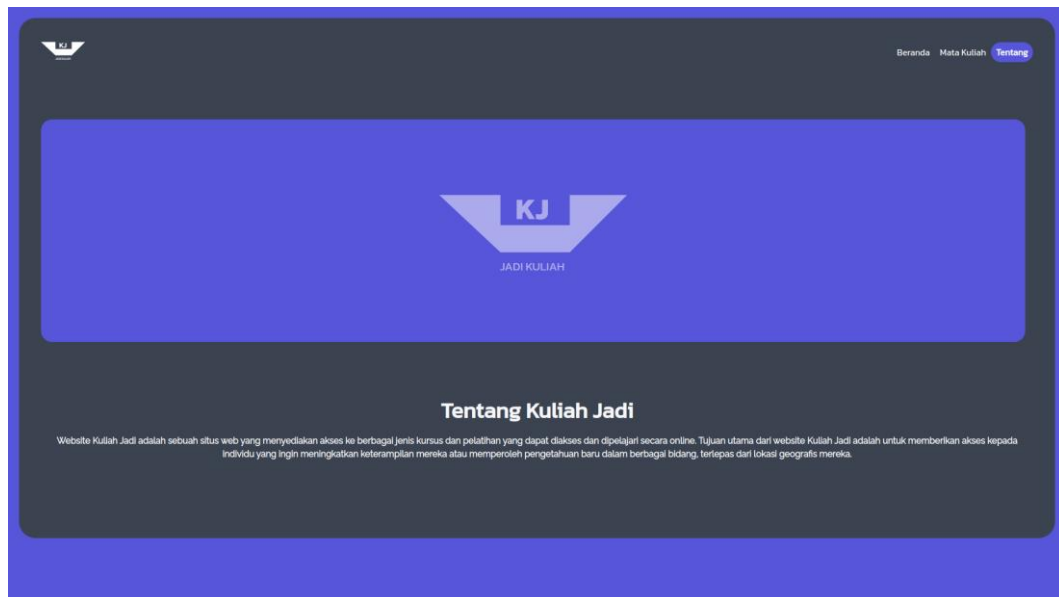 KJ
Beranda Mata Kuliah Tentang
KJ
JADI KULIAH
Tentang Kuliah Jadi
Website Kuliah Jadi adalah sebuah situs web yang menyediakan akses ke berbagai jenis kursus dan pelatihan yang dapat diakses dan dipelajari secara online. Tujuan utama dari website Kuliah Jadi adalah untuk memberikan akses kepada
individu yang ingin meningkatkan keterampilan mereka atau memperoleh pengetahuan baru dalam berbagai bidang, terlepas dari lokasi geografis mereka.